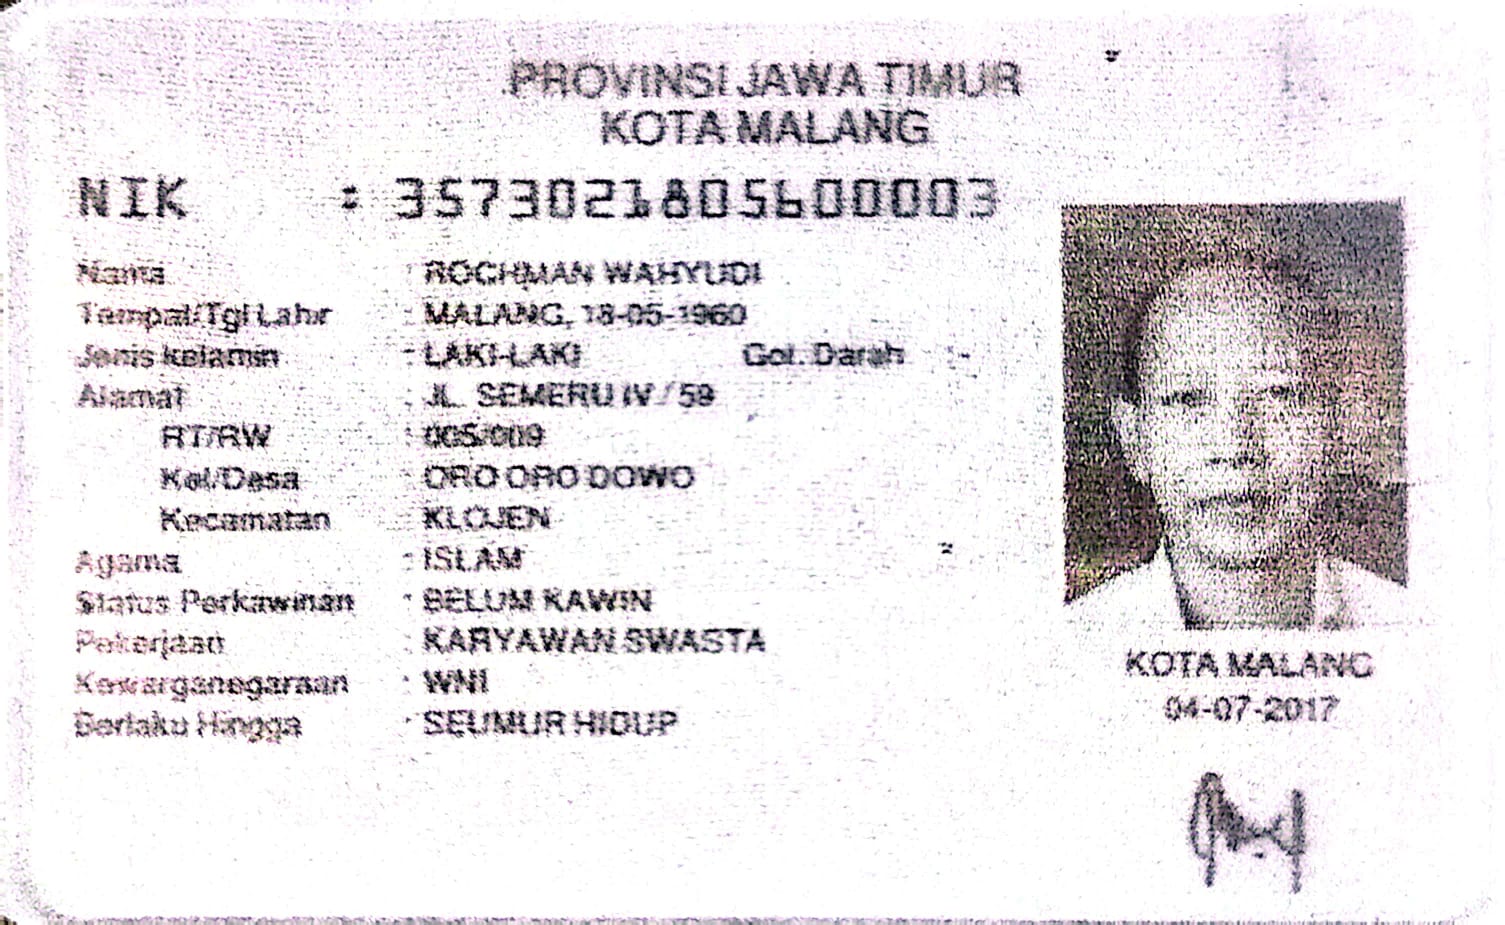 PROVINSI JAWA TIMUR
KOTA MALANG
NIK : 3573021805600003
Nama : ROCHMAN WAHYUDI
Tempat/Tgl Lahir : MALANG, 18-05-1960
Jenis kelamin : LAKI-LAKI Gol. Darah : -
Alamat : JL. SEMERU IV / 59
RT/RW : 005/009
Kel/Desa : ORO ORO DOWO
Kecamatan : KLOJEN
Agama : ISLAM
Status Perkawinan : BELUM KAWIN
Pekerjaan : KARYAWAN SWASTA
Kewarganegaraan : WNI
Berlaku Hingga : SEUMUR HIDUP
KOTA MALANG
04-07-2017